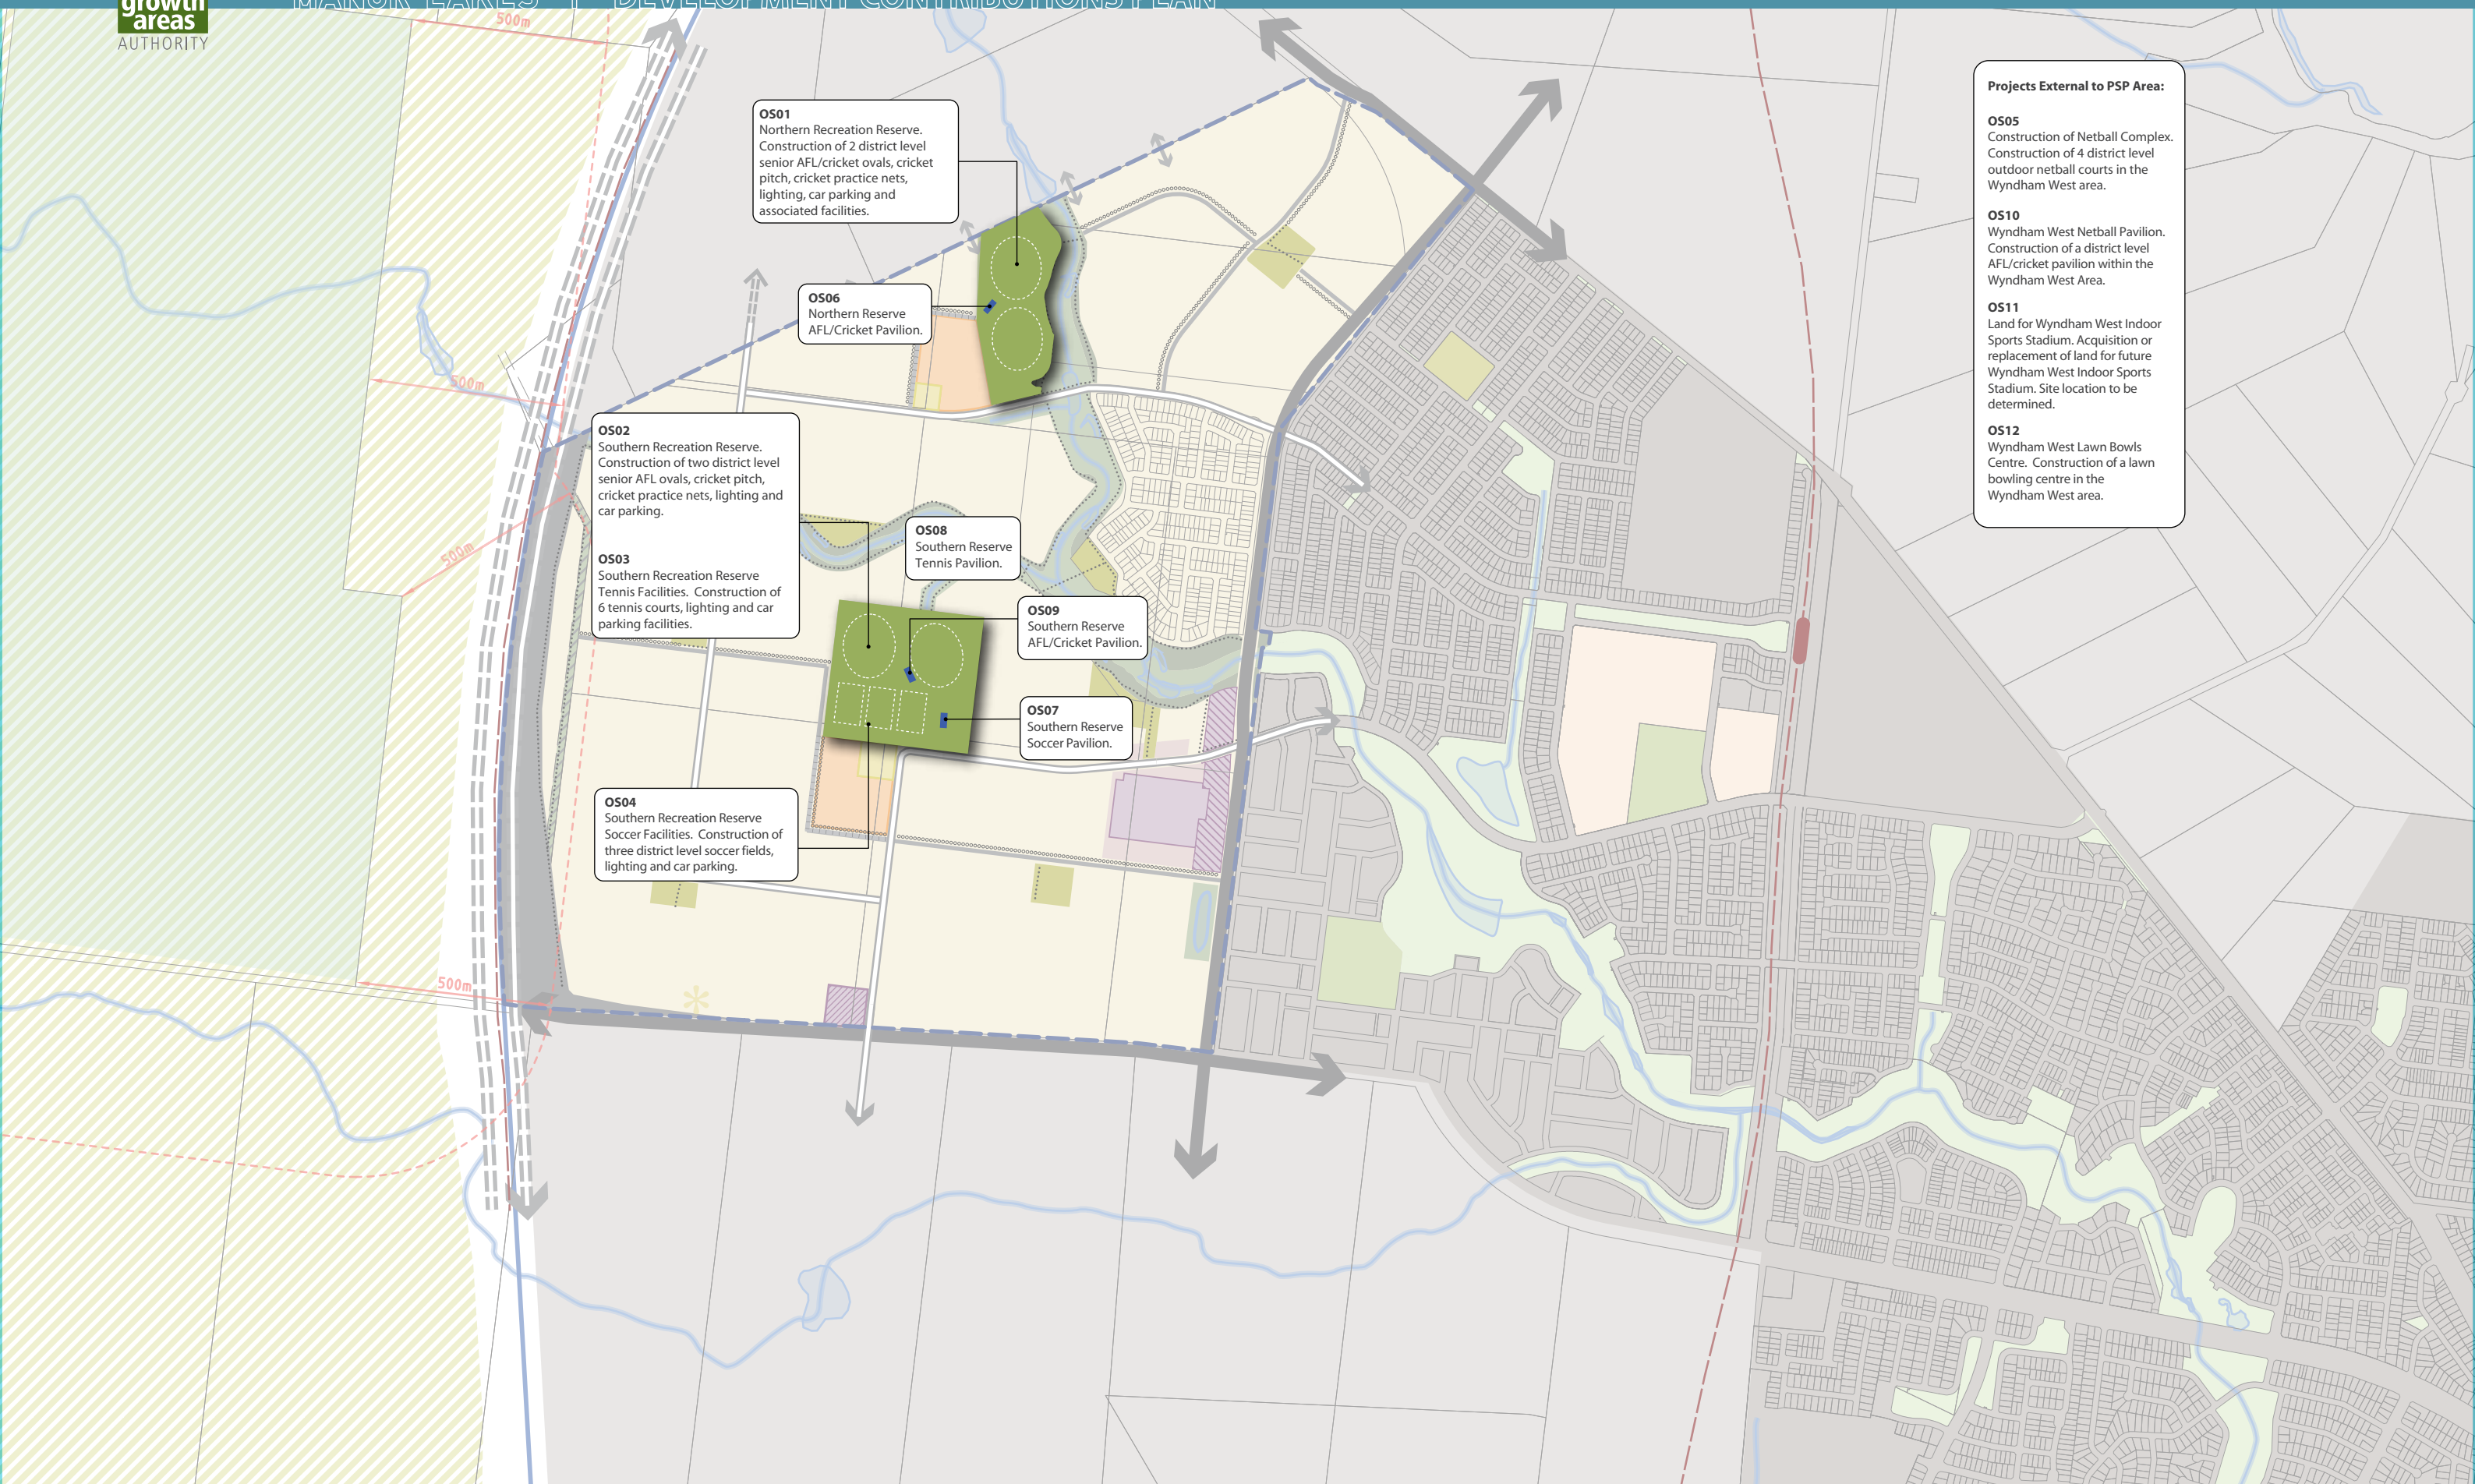 growth
areas
AUTHORITY
MANOR LAKES | DEVELOPMENT CONTRIBUTIONS PLAN
500m
500m
500m
500m
OS01
Northern Recreation Reserve.
Construction of 2 district level
senior AFL/cricket ovals, cricket
pitch, cricket practice nets,
lighting, car parking and
associated facilities.
OS06
Northern Reserve
AFL/Cricket Pavilion.
OS02
Southern Recreation Reserve.
Construction of two district level
senior AFL ovals, cricket pitch,
cricket practice nets, lighting and
car parking.
OS03
Southern Recreation Reserve
Tennis Facilities. Construction of
6 tennis courts, lighting and car
parking facilities.
OS08
Southern Reserve
Tennis Pavilion.
OS09
Southern Reserve
AFL/Cricket Pavilion.
OS07
Southern Reserve
Soccer Pavilion.
OS04
Southern Recreation Reserve
Soccer Facilities. Construction of
three district level soccer fields,
lighting and car parking.
Projects External to PSP Area:
OS05
Construction of Netball Complex.
Construction of 4 district level
outdoor netball courts in the
Wyndham West area.
OS10
Wyndham West Netball Pavilion.
Construction of a district level
AFL/cricket pavilion within the
Wyndham West Area.
OS11
Land for Wyndham West Indoor
Sports Stadium. Acquisition or
replacement of land for future
Wyndham West Indoor Sports
Stadium. Site location to be
determined.
OS12
Wyndham West Lawn Bowls
Centre. Construction of a lawn
bowling centre in the
Wyndham West area.